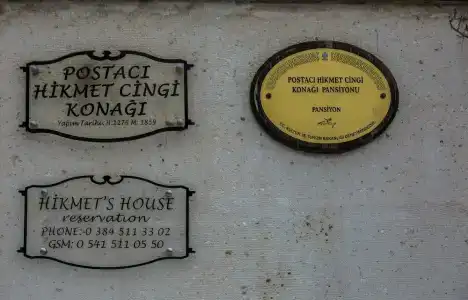 POSTACI
HİKMET CİNGİ
KONAĞI
Yapım Tarihi: H:1275 M: 1859
HİKMET'S HOUSE
reservation
PHONE: 0 384 511 33 02
GSM: 0 541 511 05 50
POSTACI HİKMET CİNGİ
KONAĞI PANSİYONU
PANSİYON